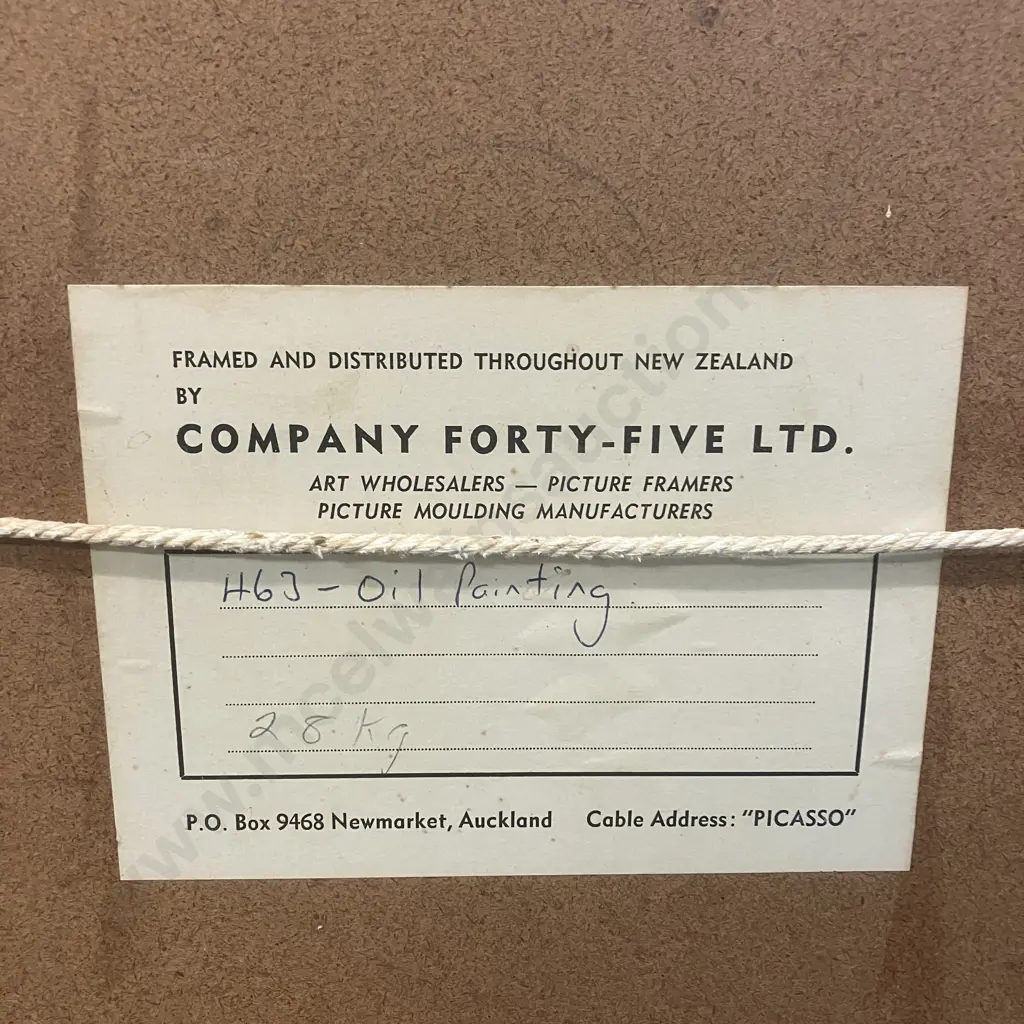 FRAMED AND DISTRIBUTED THROUGHOUT NEW ZEALAND
BY
COMPANY FORTY-FIVE LTD.
ART WHOLESALERS — PICTURE FRAMERS
PICTURE MOULDING MANUFACTURERS
H63 - Oil Painting.
28 Kg
P.O. Box 9468 Newmarket, Auckland Cable Address: "PICASSO"